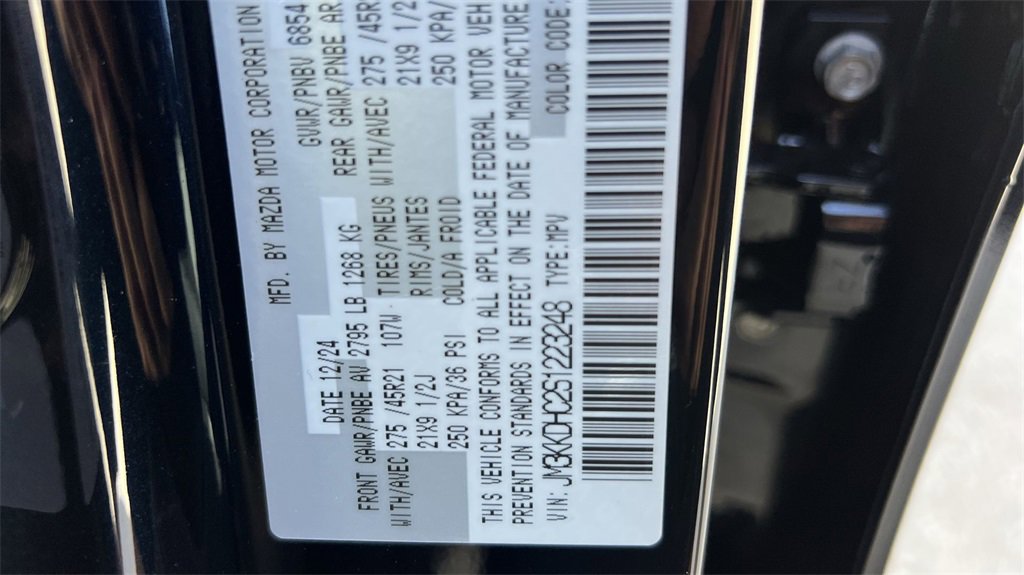 MFD. BY MAZDA MOTOR CORPORATION
DATE 12/24 GVWR/PNBV 6854
FRONT GAWR/PNBE AV 2795 LB 1268 KG REAR GAWR/PNBE AR
WITH/AVEC 275 /45R21 107W TIRES/PNEUS WITH/AVEC 275 /45R
21X9 1/2J RIMS/JANTES 21X9 1/2
250 KPA/36 PSI COLD/A FROID 250 KPA/
THIS VEHICLE CONFORMS TO ALL APPLICABLE FEDERAL MOTOR VEH
PREVENTION STANDARDS IN EFFECT ON THE DATE OF MANUFACTURE
VIN: JM3KKDHC2S1223248 TYPE:MPV COLOR CODE: